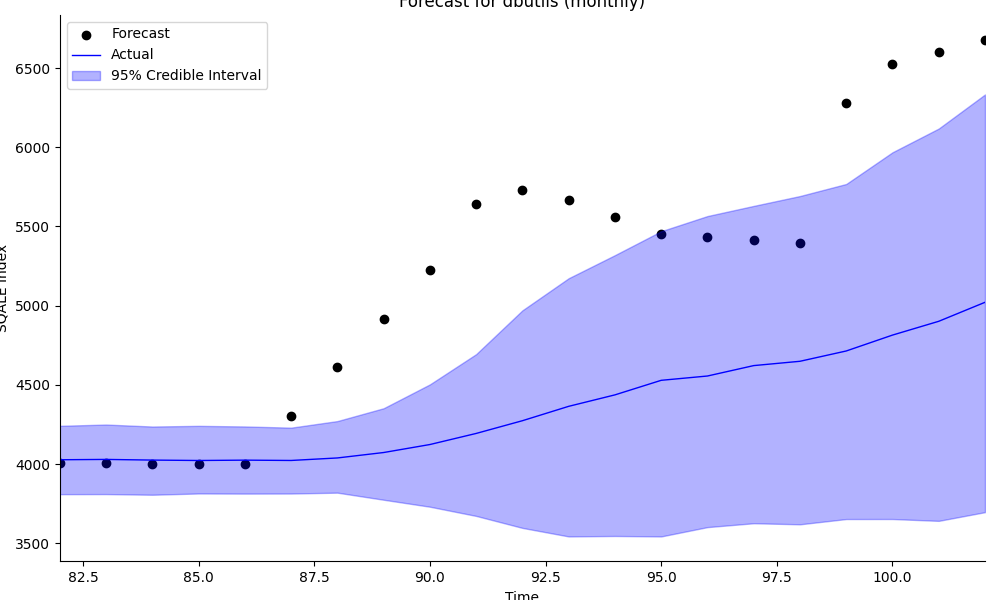 Forecast for dbutils (monthly)
Forecast
Actual
95% Credible Interval
SQALE Index
6500
6000
5500
5000
4500
4000
3500
82.5 85.0 87.5 90.0 92.5 95.0 97.5 100.0
Time